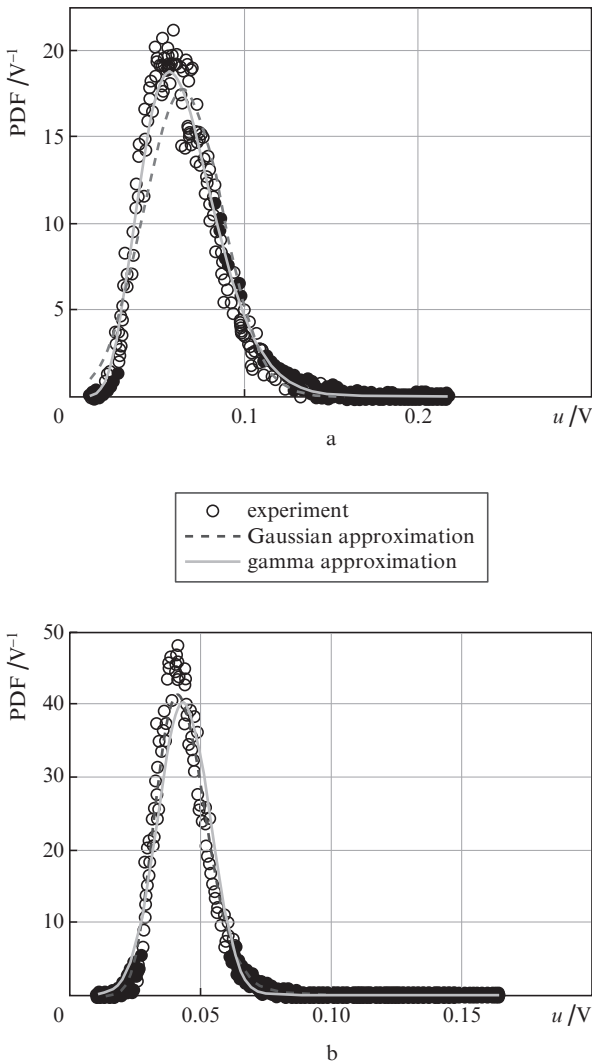 PDF /V⁻¹
20
15
10
5
0
0.1
0.2
u /V
a
experiment
Gaussian approximation
gamma approximation
PDF /V⁻¹
50
40
30
20
10
0
0.05
0.10
0.15
u /V
b